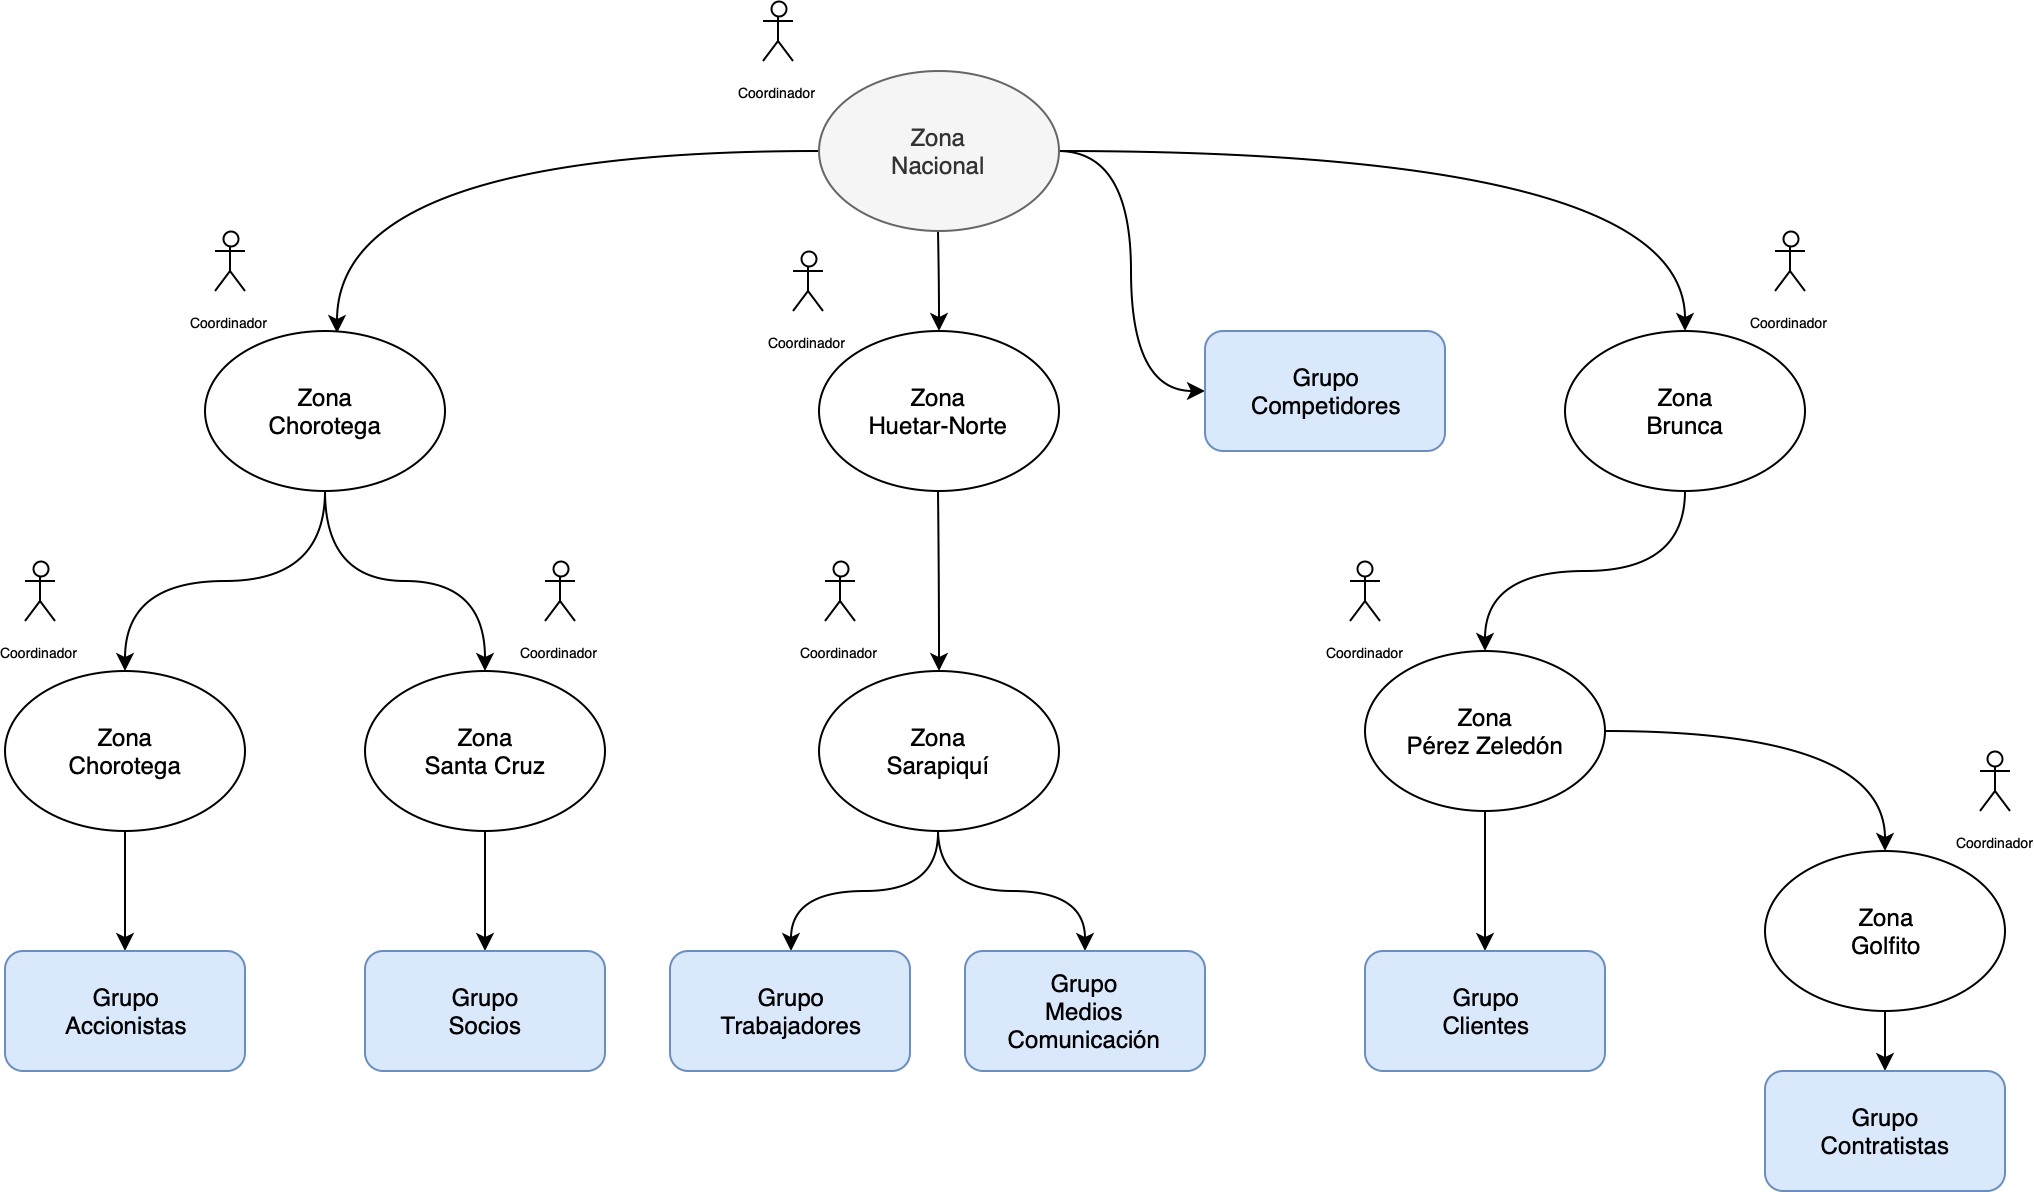 Coordinador
Zona
Nacional
Coordinador
Coordinador
Coordinador
Zona
Chorotega
Zona
Huetar-Norte
Grupo
Competidores
Zona
Brunca
Coordinador
Coordinador
Coordinador
Coordinador
Zona
Chorotega
Zona
Santa Cruz
Zona
Sarapiquí
Zona
Pérez Zeledón
Coordinador
Zona
Golfito
Grupo
Accionistas
Grupo
Socios
Grupo
Trabajadores
Grupo
Medios
Comunicación
Grupo
Clientes
Grupo
Contratistas